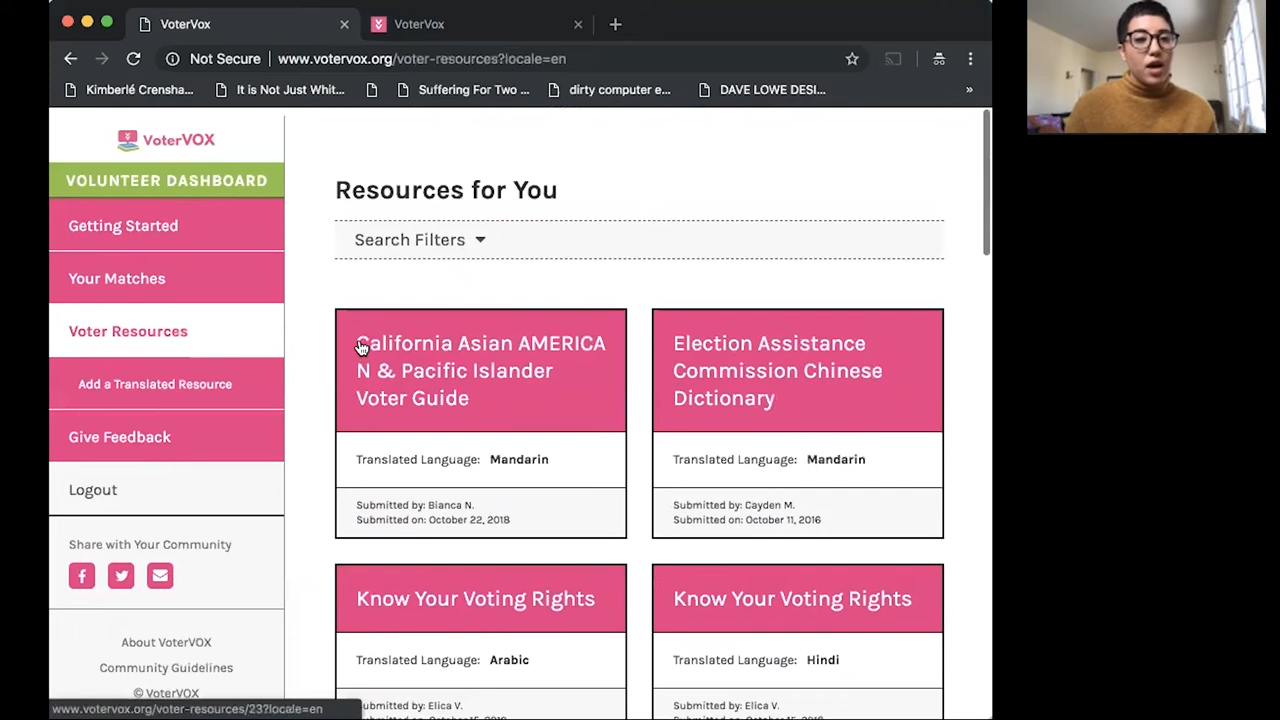 VoterVox
VoterVox
Not Secure
www.votervox.org/voter-resources?locale=en
Kimberlé Crensha...
It is Not Just Whit...
Suffering For Two ...
dirty computer e...
DAVE LOWE DESI...
»
VoterVOX
VOLUNTEER DASHBOARD
Getting Started
Your Matches
Voter Resources
Add a Translated Resource
Give Feedback
Logout
Share with Your Community
About VoterVOX
Community Guidelines
© VoterVOX
www.votervox.org/voter-resources/23?locale=en
Resources for You
Search Filters
California Asian AMERICA
N & Pacific Islander
Voter Guide
Translated Language: Mandarin
Submitted by: Bianca N.
Submitted on: October 22, 2018
Election Assistance
Commission Chinese
Dictionary
Translated Language: Mandarin
Submitted by: Cayden M.
Submitted on: October 11, 2016
Know Your Voting Rights
Translated Language: Arabic
Submitted by: Elica V.
Know Your Voting Rights
Translated Language: Hindi
Submitted by: Elica V.